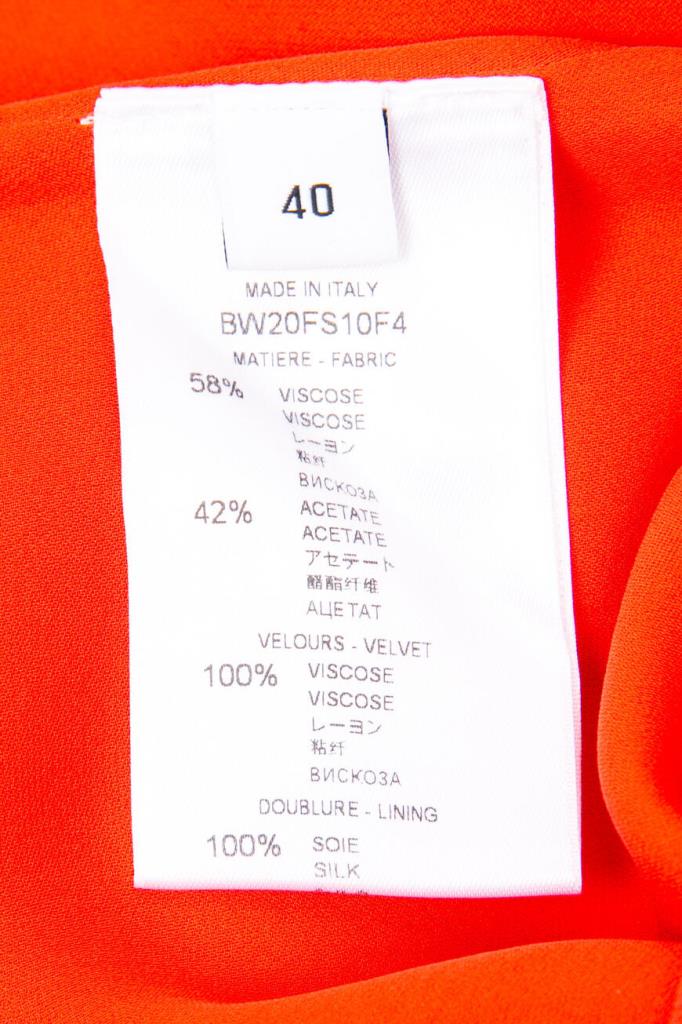 40
MADE IN ITALY
BW20FS10F4
MATIERE - FABRIC
58% VISCOSE
VISCOSE
レーヨン
粘纤
ВИСКОЗА
42% ACETATE
ACETATE
アセテート
醋酯纤维
АЦЕТАТ
VELOURS - VELVET
100% VISCOSE
VISCOSE
レーヨン
粘纤
ВИСКОЗА
DOUBLURE - LINING
100% SOIE
SILK